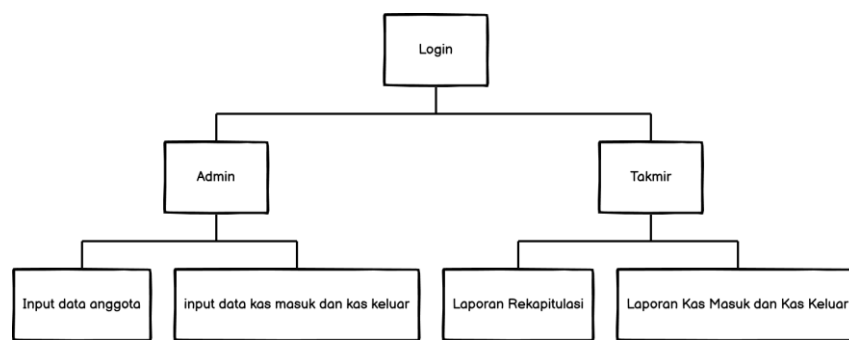 Login
Admin
Takmir
Input data anggota
input data kas masuk dan kas keluar
Laporan Rekapitulasi
Laporan Kas Masuk dan Kas Keluar